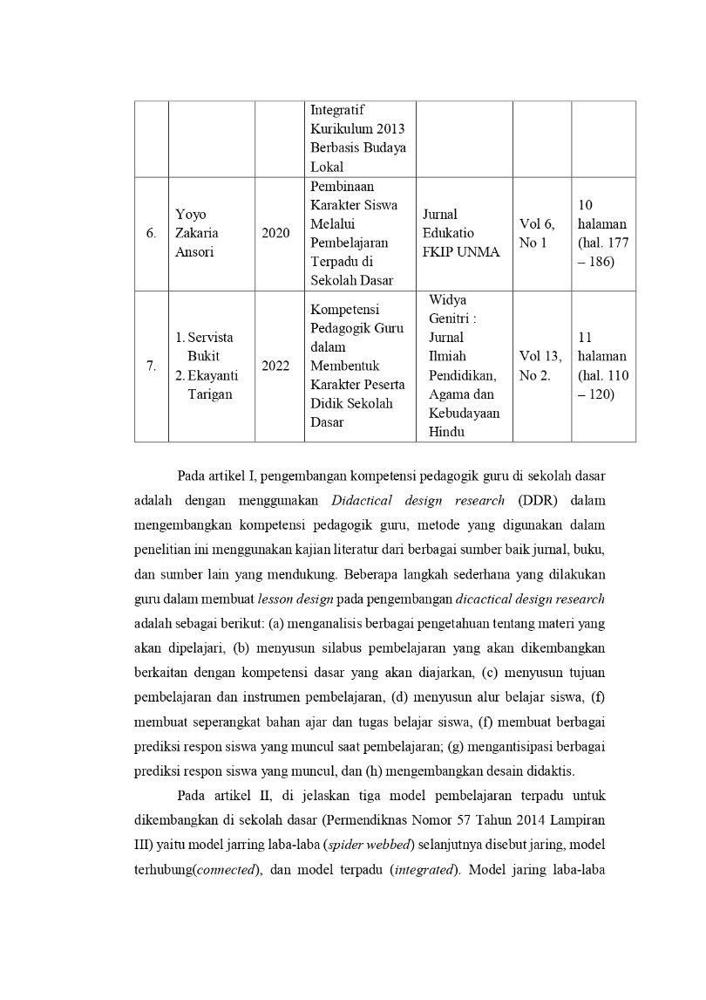 Integratif
Kurikulum 2013
Berbasis Budaya
Lokal
6.
Yoyo
Zakaria
Ansori
2020
Pembinaan
Karakter Siswa
Melalui
Pembelajaran
Terpadu di
Sekolah Dasar
Jurnal
Edukatio
FKIP UNMA
Vol 6,
No 1
10
halaman
(hal. 177
– 186)
7.
1. Servista
Bukit
2. Ekayanti
Tarigan
2022
Kompetensi
Pedagogik Guru
dalam
Membentuk
Karakter Peserta
Didik Sekolah
Dasar
Widya
Genitri :
Jurnal
Ilmiah
Pendidikan,
Agama dan
Kebudayaan
Hindu
Vol 13,
No 2.
11
halaman
(hal. 110
– 120)
Pada artikel I, pengembangan kompetensi pedagogik guru di sekolah dasar
adalah dengan menggunakan Didactical design research (DDR) dalam
mengembangkan kompetensi pedagogik guru, metode yang digunakan dalam
penelitian ini menggunakan kajian literatur dari berbagai sumber baik jurnal, buku,
dan sumber lain yang mendukung. Beberapa langkah sederhana yang dilakukan
guru dalam membuat lesson design pada pengembangan dicactical design research
adalah sebagai berikut: (a) menganalisis berbagai pengetahuan tentang materi yang
akan dipelajari, (b) menyusun silabus pembelajaran yang akan dikembangkan
berkaitan dengan kompetensi dasar yang akan diajarkan, (c) menyusun tujuan
pembelajaran dan instrumen pembelajaran, (d) menyusun alur belajar siswa, (f)
membuat seperangkat bahan ajar dan tugas belajar siswa, (f) membuat berbagai
prediksi respon siswa yang muncul saat pembelajaran; (g) mengantisipasi berbagai
prediksi respon siswa yang muncul, dan (h) mengembangkan desain didaktis.
Pada artikel II, di jelaskan tiga model pembelajaran terpadu untuk
dikembangkan di sekolah dasar (Permendiknas Nomor 57 Tahun 2014 Lampiran
III) yaitu model jarring laba-laba (spider webbed) selanjutnya disebut jaring, model
terhubung(connected), dan model terpadu (integrated). Model jaring laba-laba